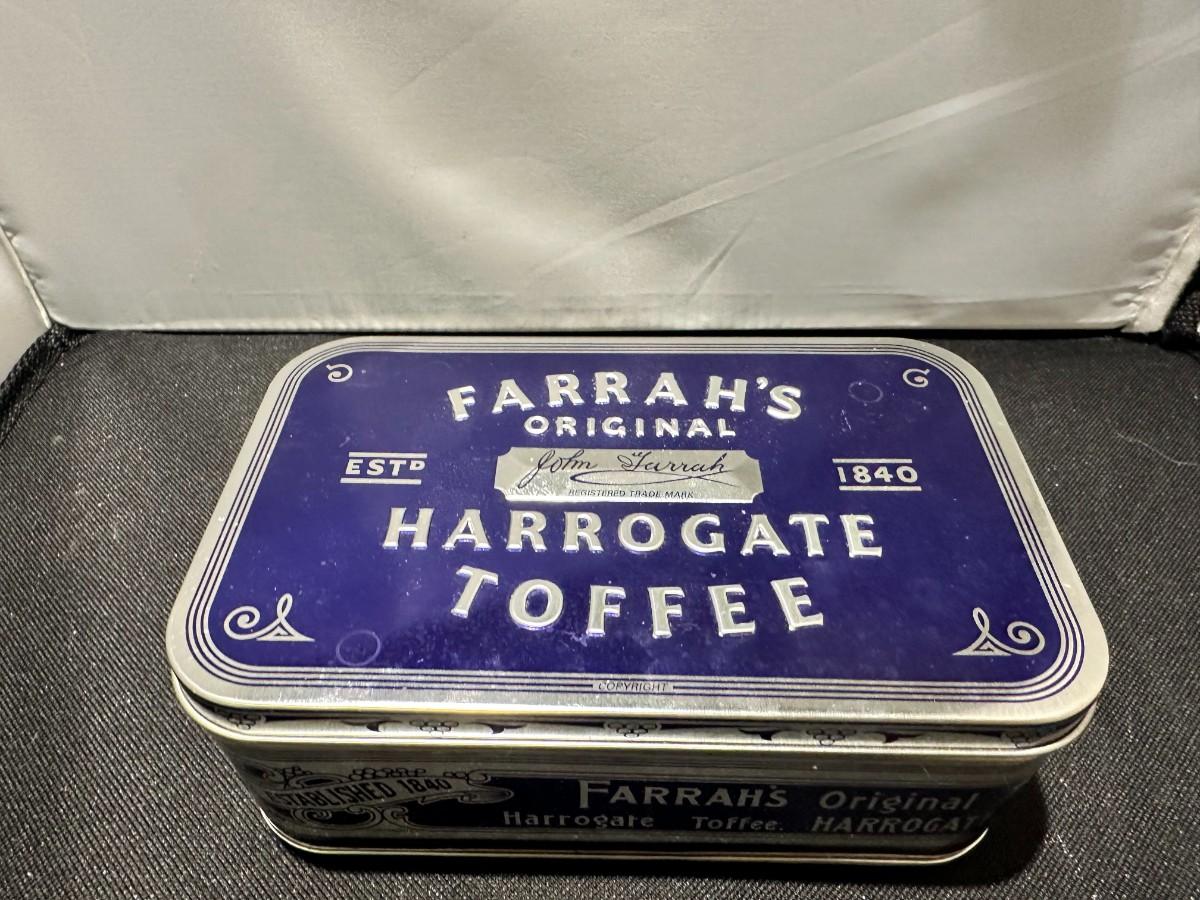 FARRAH'S
ORIGINAL
ESTD
John Farrah
1840
REGISTERED TRADE MARK
HARROGATE
TOFFEE
COPYRIGHT
ESTABLISHED 1840
FARRAH'S Original
Harrogate Toffee. HARROGAT